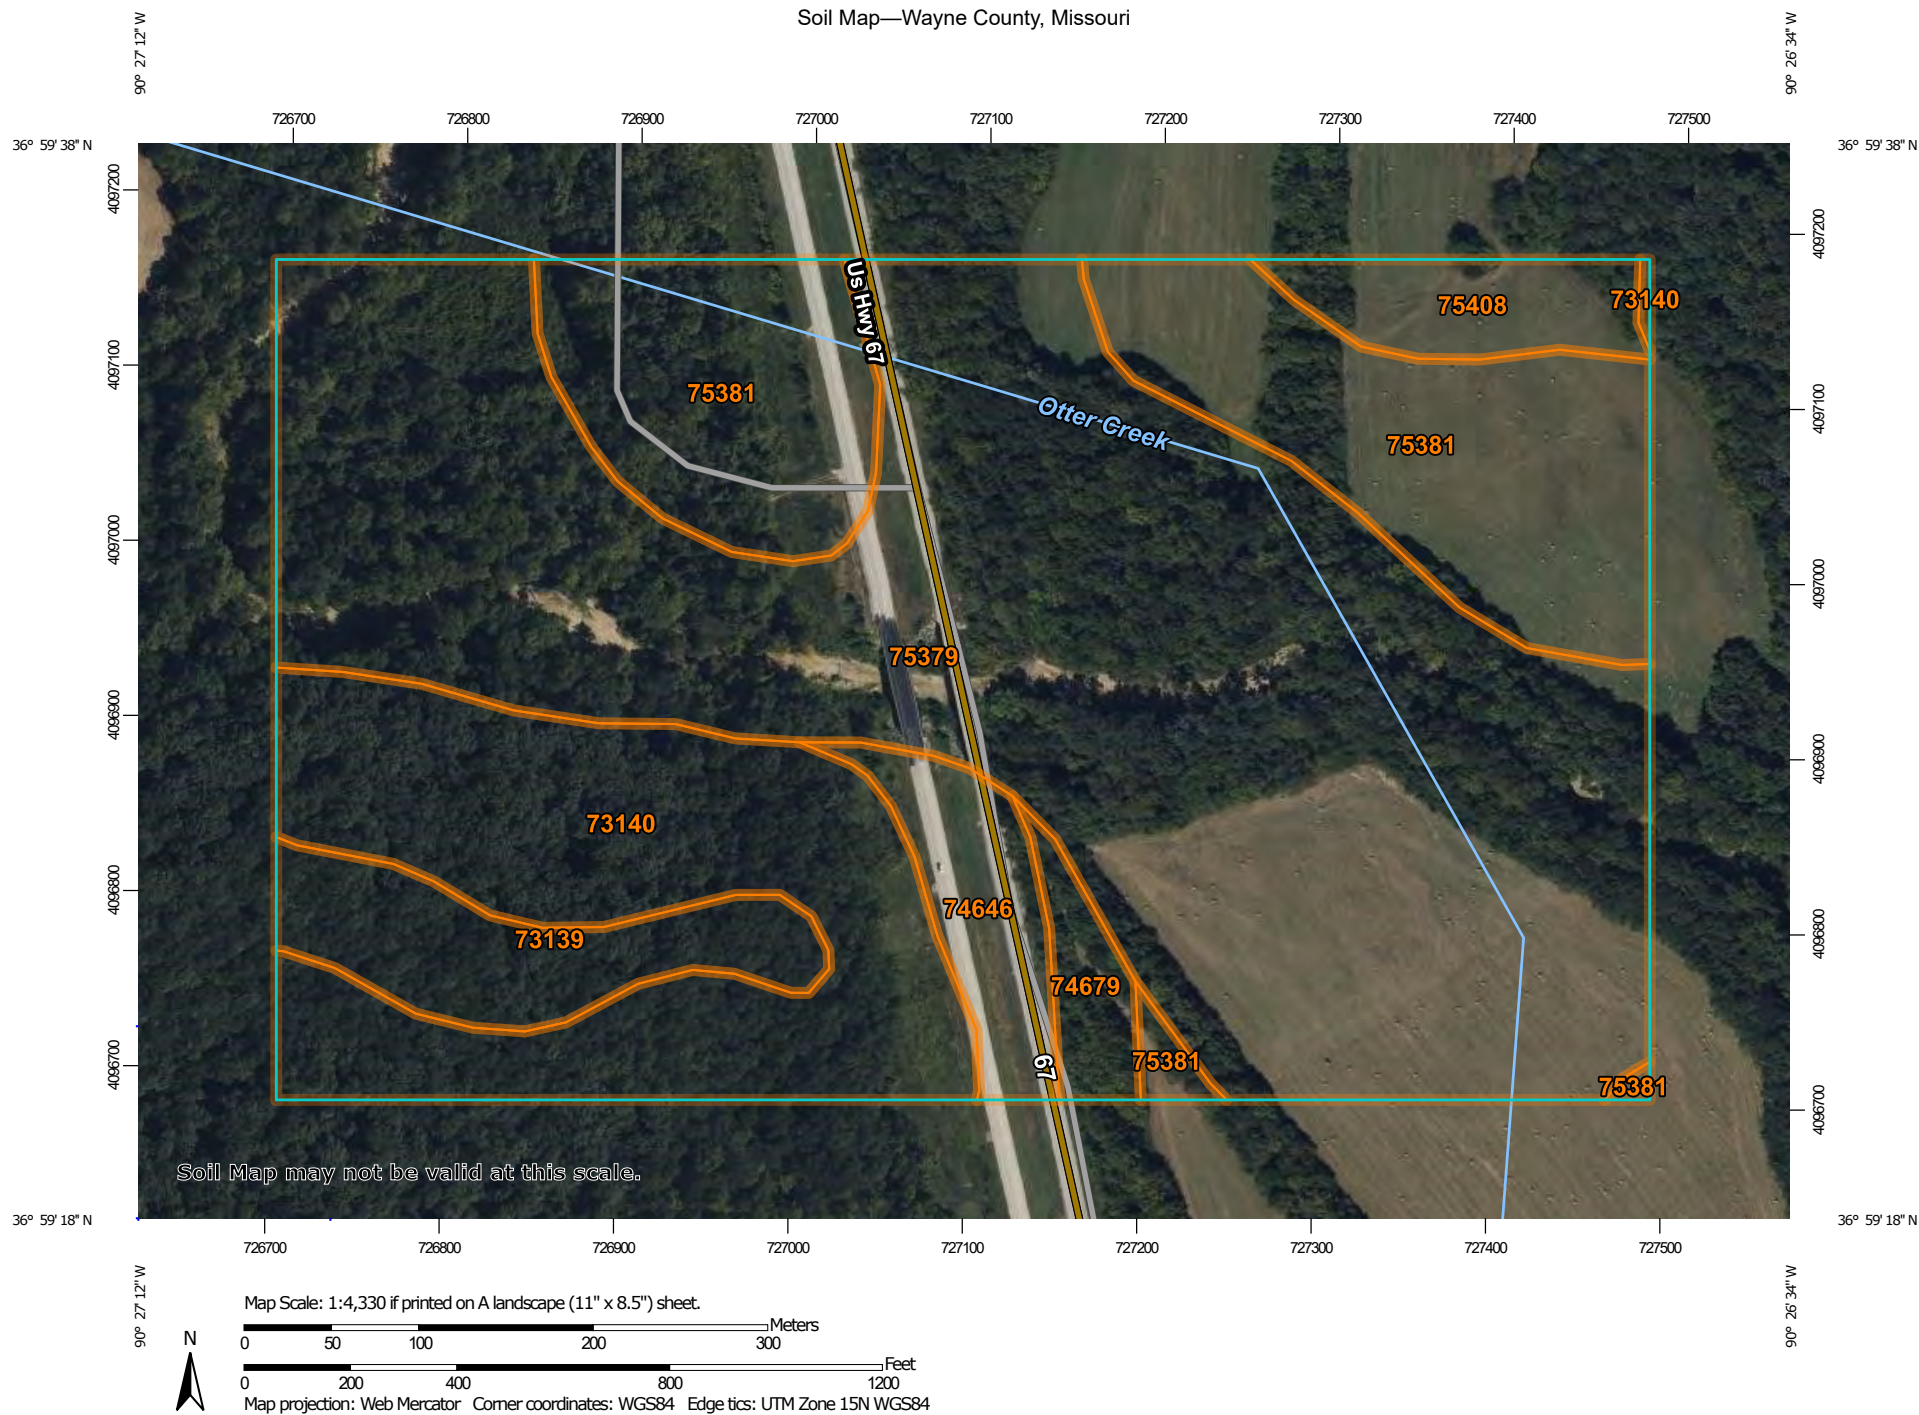 Soil Map—Wayne County, Missouri
90° 27' 12'' W
90° 26' 34'' W
726700 726800 726900 727000 727100 727200 727300 727400 727500
36° 59' 38'' N
36° 59' 38'' N
4097200
4097200
4097100
4097100
4097000
4097000
4096900
4096900
4096800
4096800
4096700
4096700
Us Hwy 67
75408
73140
75381
Otter Creek
75381
75379
73140
74646
73139
74679
75381
67
75381
Soil Map may not be valid at this scale.
36° 59' 18'' N
36° 59' 18'' N
726700 726800 726900 727000 727100 727200 727300 727400 727500
90° 27' 12'' W
90° 26' 34'' W
Map Scale: 1:4,330 if printed on A landscape (11" x 8.5") sheet.
Meters
0 50 100 200 300
N
Feet
0 200 400 800 1200
Map projection: Web Mercator Corner coordinates: WGS84 Edge tics: UTM Zone 15N WGS84